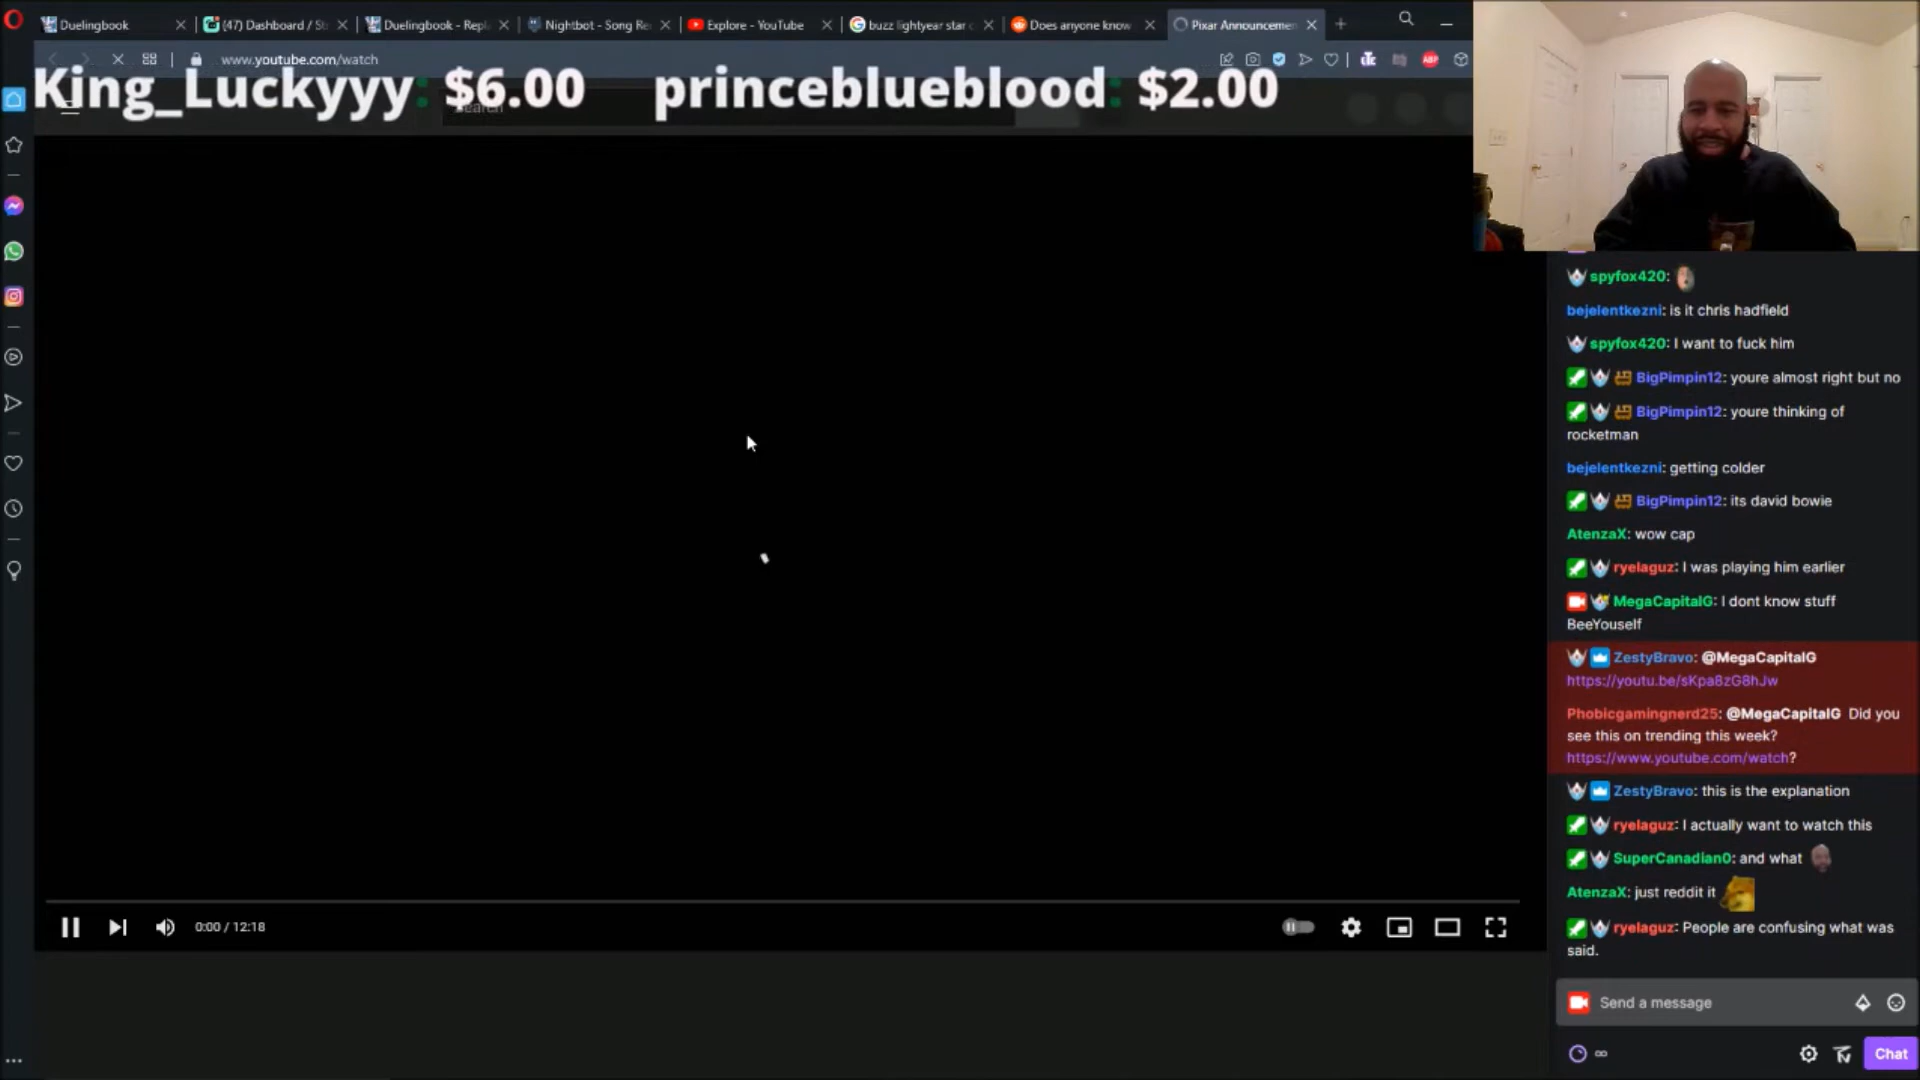 Duelingbook
(47) Dashboard / St
Duelingbook - Repl
Nightbot - Song Re
Explore - YouTube
buzz lightyear star c
Does anyone know
Pixar Announcemen
www.youtube.com/watch
King_Luckyyy: $6.00 princeblueblood: $2.00
Search
spyfox420:
bejelentkezni: is it chris hadfield
spyfox420: I want to fuck him
BigPimpin12: youre almost right but no
BigPimpin12: youre thinking of
rocketman
bejelentkezni: getting colder
BigPimpin12: its david bowie
AtenzaX: wow cap
ryelaguz: I was playing him earlier
MegaCapitalG: I dont know stuff
BeeYouself
ZestyBravo: @MegaCapitalG
https://youtu.be/sKpa8zG8hJw
Phobicgamingnerd25: @MegaCapitalG Did you
see this on trending this week?
https://www.youtube.com/watch?
ZestyBravo: this is the explanation
ryelaguz: I actually want to watch this
SuperCanadian0: and what
AtenzaX: just reddit it
ryelaguz: People are confusing what was
said.
0:00 / 12:18
Send a message
Chat